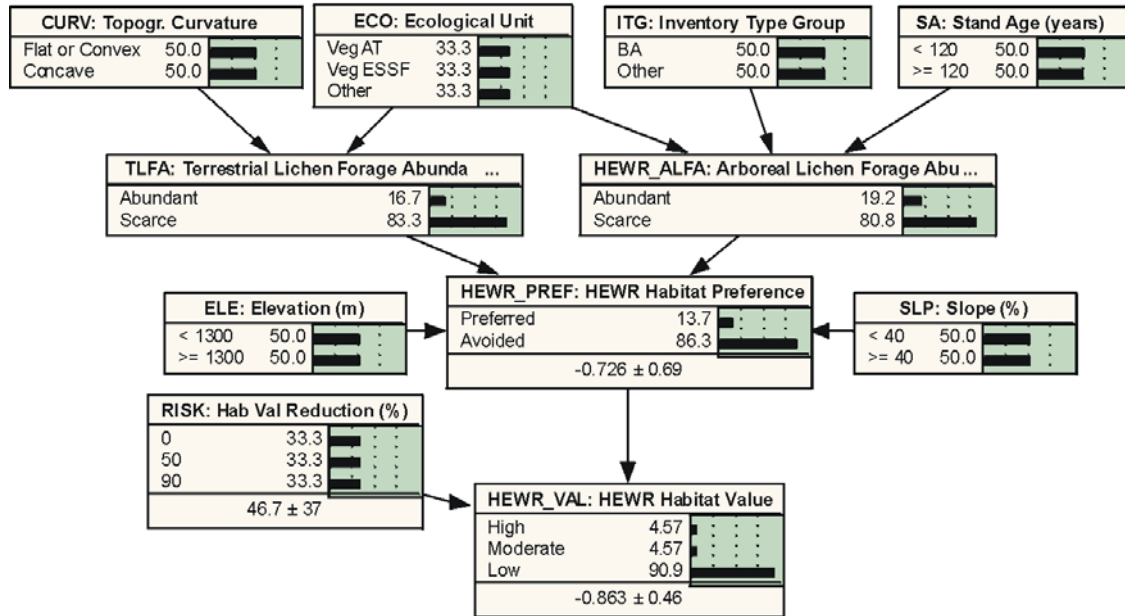 CURV: Topogr. Curvature
Flat or Convex 50.0
Concave 50.0
ECO: Ecological Unit
Veg AT 33.3
Veg ESSF 33.3
Other 33.3
ITG: Inventory Type Group
BA 50.0
Other 50.0
SA: Stand Age (years)
< 120 50.0
>= 120 50.0
TLFA: Terrestrial Lichen Forage Abunda ...
Abundant 16.7
Scarce 83.3
HEWR_ALFA: Arboreal Lichen Forage Abu...
Abundant 19.2
Scarce 80.8
HEWR_PREF: HEWR Habitat Preference
Preferred 13.7
Avoided 86.3
-0.726 ± 0.69
ELE: Elevation (m)
< 1300 50.0
>= 1300 50.0
SLP: Slope (%)
< 40 50.0
>= 40 50.0
RISK: Hab Val Reduction (%)
0 33.3
50 33.3
90 33.3
46.7 ± 37
HEWR_VAL: HEWR Habitat Value
High 4.57
Moderate 4.57
Low 90.9
-0.863 ± 0.46